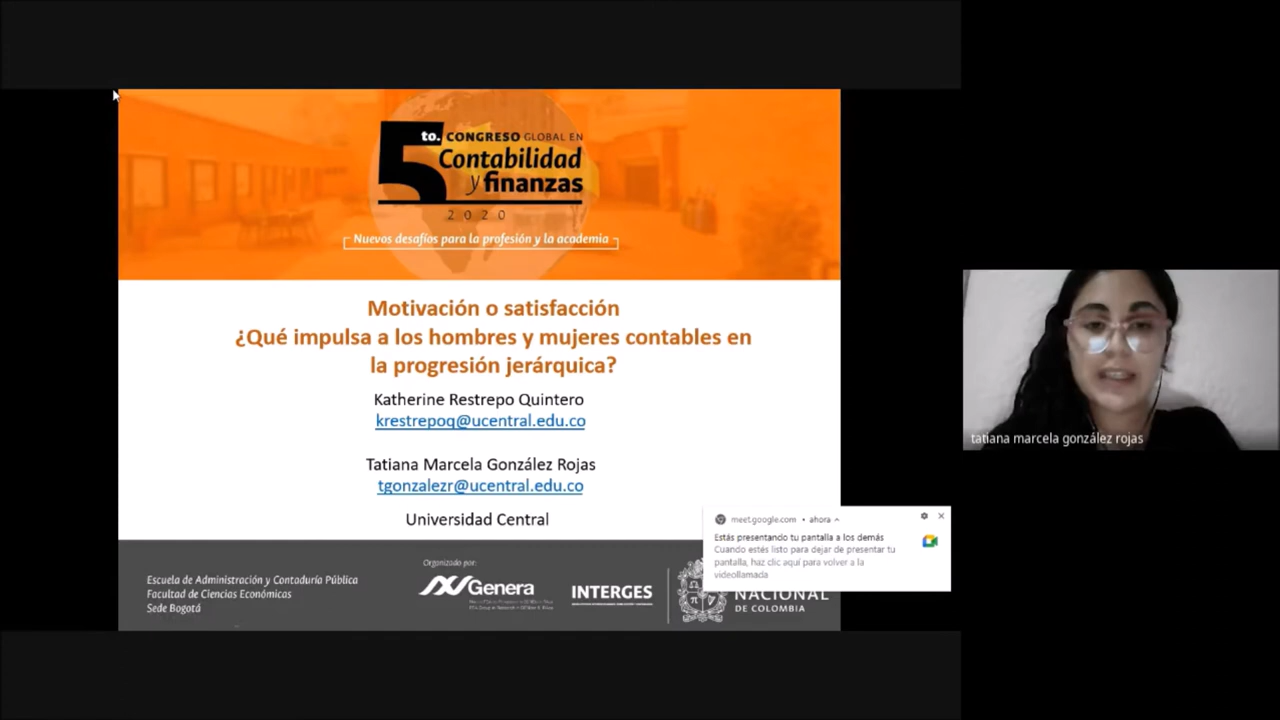 5to. CONGRESO GLOBAL EN
Contabilidad
y finanzas
2020
Nuevos desafíos para la profesión y la academia
Motivación o satisfacción
¿Qué impulsa a los hombres y mujeres contables en
la progresión jerárquica?
Katherine Restrepo Quintero
krestrepoq@ucentral.edu.co
Tatiana Marcela González Rojas
tgonzalezr@ucentral.edu.co
Universidad Central
tatiana marcela gonzález rojas
meet.google.com • ahora
Estás presentando tu pantalla a los demás
Cuando estés listo para dejar de presentar tu
pantalla, haz clic aquí para volver a la
videollamada
Escuela de Administración y Contaduría Pública
Facultad de Ciencias Económicas
Sede Bogotá
Organizado por:
Genera
INTERGES
NACIONAL
DE COLOMBIA